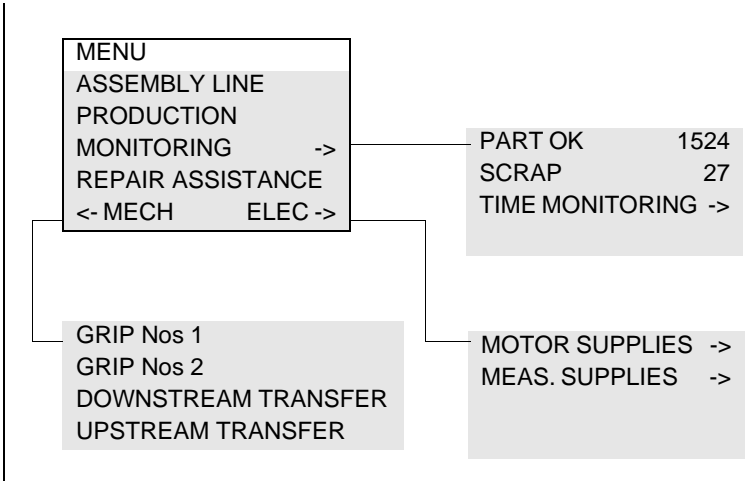 MENU
ASSEMBLY LINE
PRODUCTION
MONITORING ->
REPAIR ASSISTANCE
<- MECH ELEC ->
PART OK 1524
SCRAP 27
TIME MONITORING ->
GRIP Nos 1
GRIP Nos 2
DOWNSTREAM TRANSFER
UPSTREAM TRANSFER
MOTOR SUPPLIES ->
MEAS. SUPPLIES ->